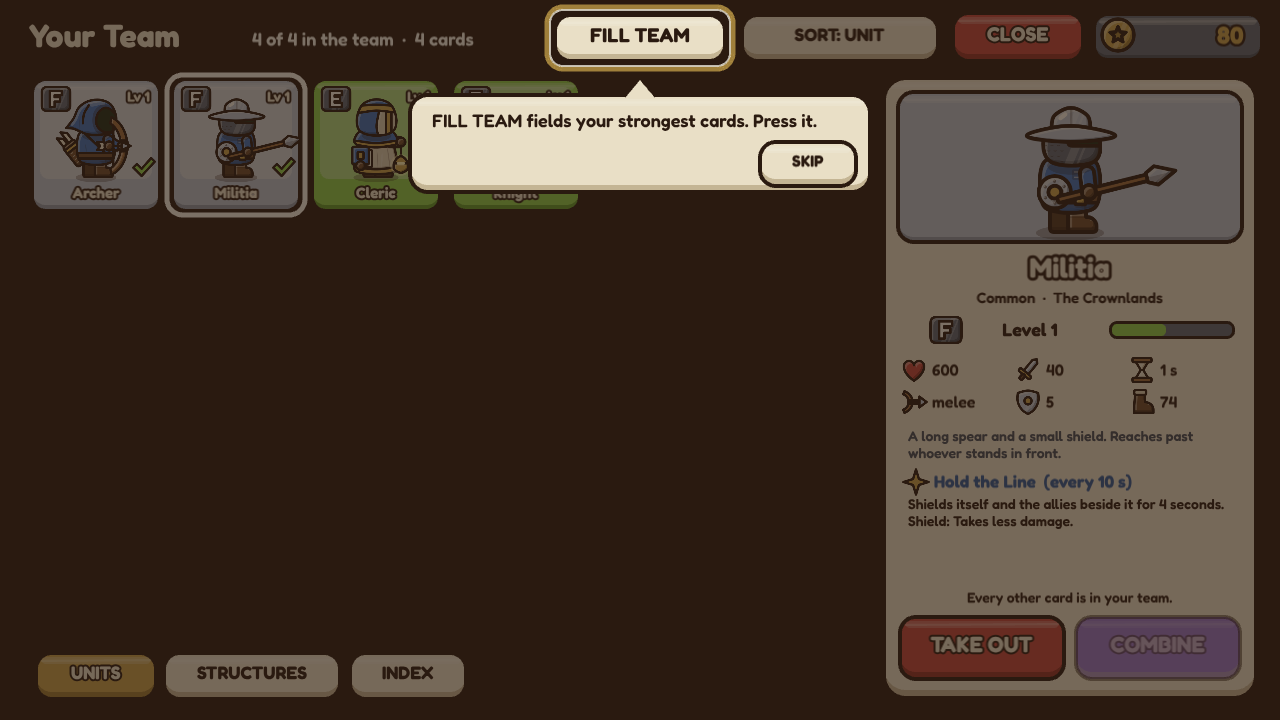 Your Team
4 of 4 in the team · 4 cards
FILL TEAM
SORT: UNIT
CLOSE
80
F
Lv1
Archer
F
Lv1
Militia
E
Cleric
Knight
FILL TEAM fields your strongest cards. Press it.
SKIP
Militia
Common · The Crownlands
F
Level 1
600
40
1 s
melee
5
74
A long spear and a small shield. Reaches past
whoever stands in front.
Hold the Line (every 10 s)
Shields itself and the allies beside it for 4 seconds.
Shield: Takes less damage.
Every other card is in your team.
TAKE OUT
COMBINE
UNITS
STRUCTURES
INDEX